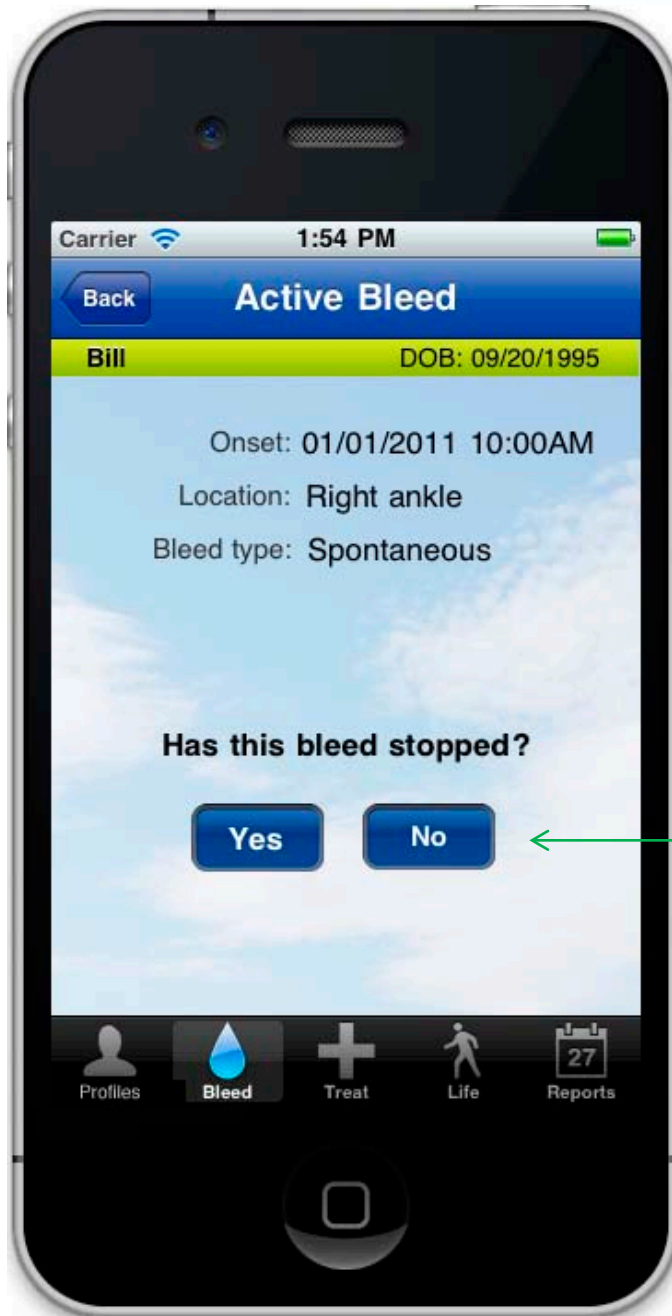 Carrier 1:54 PM
Back Active Bleed
Bill DOB: 09/20/1995
Onset: 01/01/2011 10:00AM
Location: Right ankle
Bleed type: Spontaneous
Has this bleed stopped?
Yes No
27
Profiles Bleed Treat Life Reports